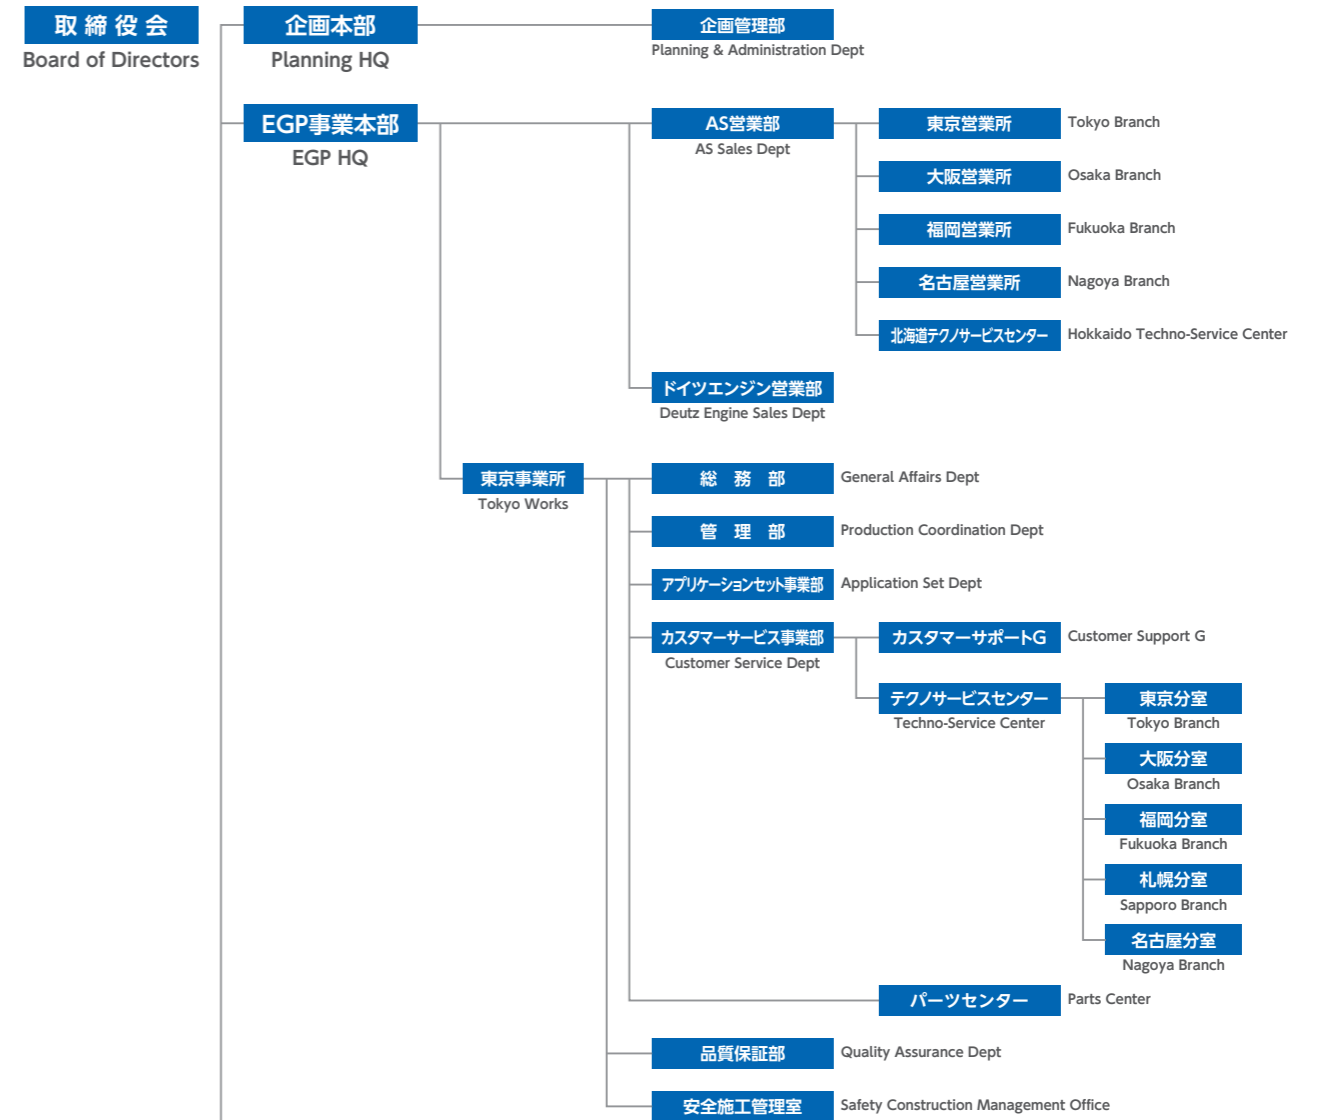 取締役会
Board of Directors
企画本部
Planning HQ
企画管理部
Planning & Administration Dept
EGP事業本部
EGP HQ
AS営業部
AS Sales Dept
東京営業所
Tokyo Branch
大阪営業所
Osaka Branch
福岡営業所
Fukuoka Branch
名古屋営業所
Nagoya Branch
北海道テクノサービスセンター
Hokkaido Techno-Service Center
ドイツエンジン営業部
Deutz Engine Sales Dept
東京事業所
Tokyo Works
総務部
General Affairs Dept
管理部
Production Coordination Dept
アプリケーションセット事業部
Application Set Dept
カスタマーサービス事業部
Customer Service Dept
カスタマーサポートG
Customer Support G
テクノサービスセンター
Techno-Service Center
東京分室
Tokyo Branch
大阪分室
Osaka Branch
福岡分室
Fukuoka Branch
札幌分室
Sapporo Branch
名古屋分室
Nagoya Branch
パーツセンター
Parts Center
品質保証部
Quality Assurance Dept
安全施工管理室
Safety Construction Management Office